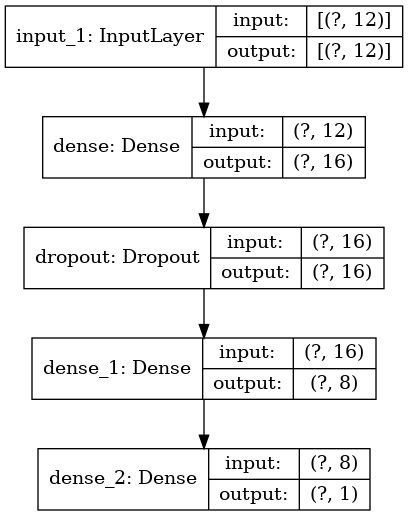 input_1: InputLayer
input: [(?, 12)]
output: [(?, 12)]
dense: Dense
input: (?, 12)
output: (?, 16)
dropout: Dropout
input: (?, 16)
output: (?, 16)
dense_1: Dense
input: (?, 16)
output: (?, 8)
dense_2: Dense
input: (?, 8)
output: (?, 1)